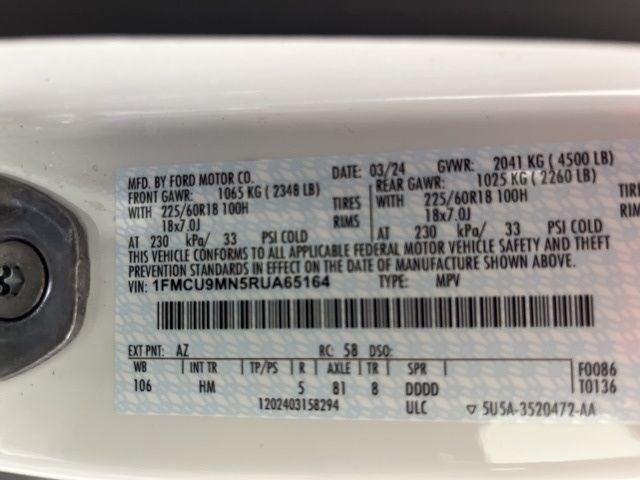 MFD. BY FORD MOTOR CO. DATE: 03/24 GVWR: 2041 KG ( 4500 LB)
FRONT GAWR: 1065 KG ( 2348 LB) REAR GAWR: 1025 KG ( 2260 LB)
WITH 225/60R18 100H TIRES WITH 225/60R18 100H TIRES
18x7.0J RIMS 18x7.0J RIMS
AT 230 kPa/ 33 PSI COLD AT 230 kPa/ 33 PSI COLD
THIS VEHICLE CONFORMS TO ALL APPLICABLE FEDERAL MOTOR VEHICLE SAFETY AND THEFT
PREVENTION STANDARDS IN EFFECT ON THE DATE OF MANUFACTURE SHOWN ABOVE.
VIN: 1FMCU9MN5RUA65164 TYPE: MPV
EXT PNT: AZ RC: 58 DSO:
WB INT TR TP/PS R AXLE TR SPR F0086
106 HM 5 81 8 DDDD T0136
1202403158294 ULC ▽ 5U5A-3520472-AA